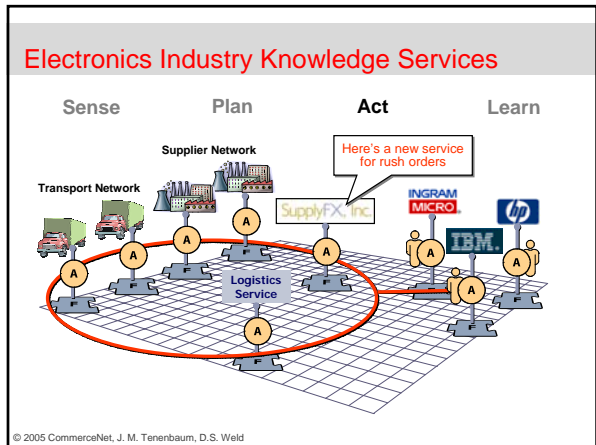 Electronics Industry Knowledge Services
Sense Plan Act Learn
Supplier Network
Here's a new service
for rush orders
Transport Network
SupplyFX, Inc.
INGRAM
MICRO
hp
IBM.
A
A
A
A
A
A
A
A
Logistics
Service
A
F
F
F
F
F
F
F
F
F
© 2005 CommerceNet, J. M. Tenenbaum, D.S. Weld